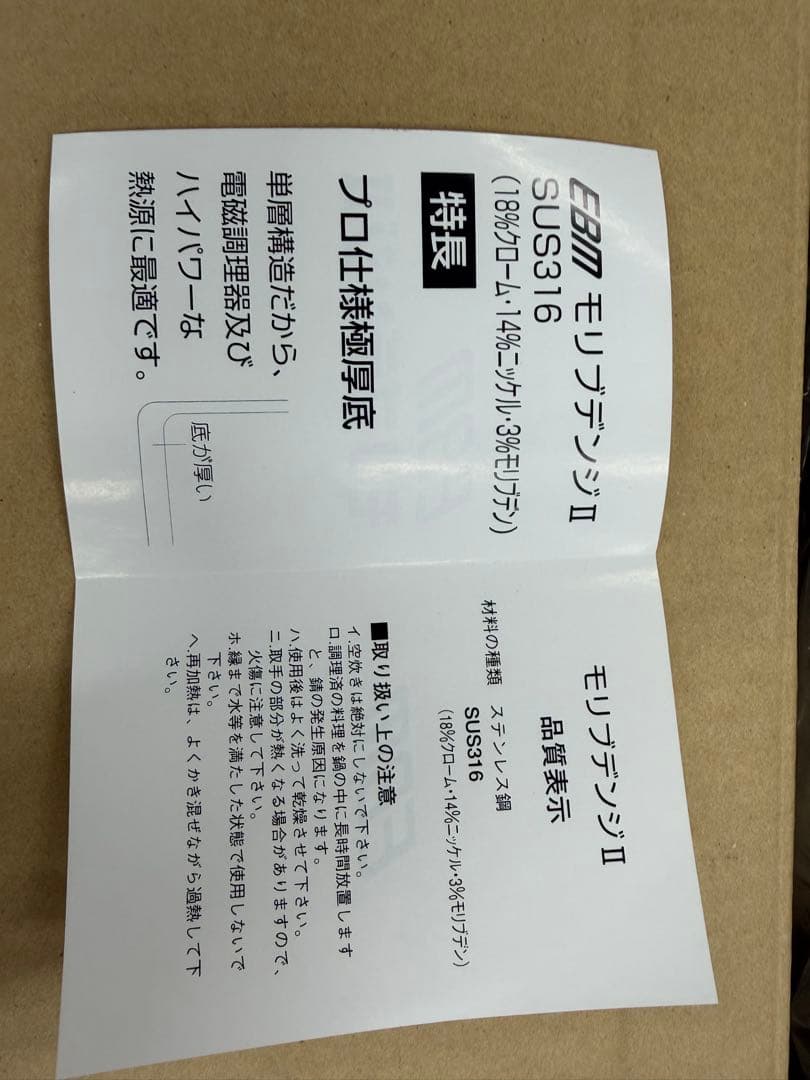 EBM モリブデンジⅡ
SUS316
(18%クローム・14%ニッケル・3%モリブデン)
特長
プロ仕様極厚底
単層構造だから、
電磁調理器及び
ハイパワーな
熱源に最適です。
底が厚い
モリブデンジⅡ
品質表示
材料の種類 ステンレス鋼
SUS316
(18%クローム・14%ニッケル・3%モリブデン)
■取り扱い上の注意
イ.空炊きは絶対にしないで下さい。
ロ.調理済の料理を鍋の中に長時間放置します
と、錆の発生原因になります。
ハ.使用後はよく洗って乾燥させて下さい。
ニ.取手の部分が熱くなる場合がありますので、
火傷に注意して下さい。
ホ.縁まで水等を満たした状態で使用しないで
下さい。
ヘ.再加熱は、よくかき混ぜながら過熱して下
さい。